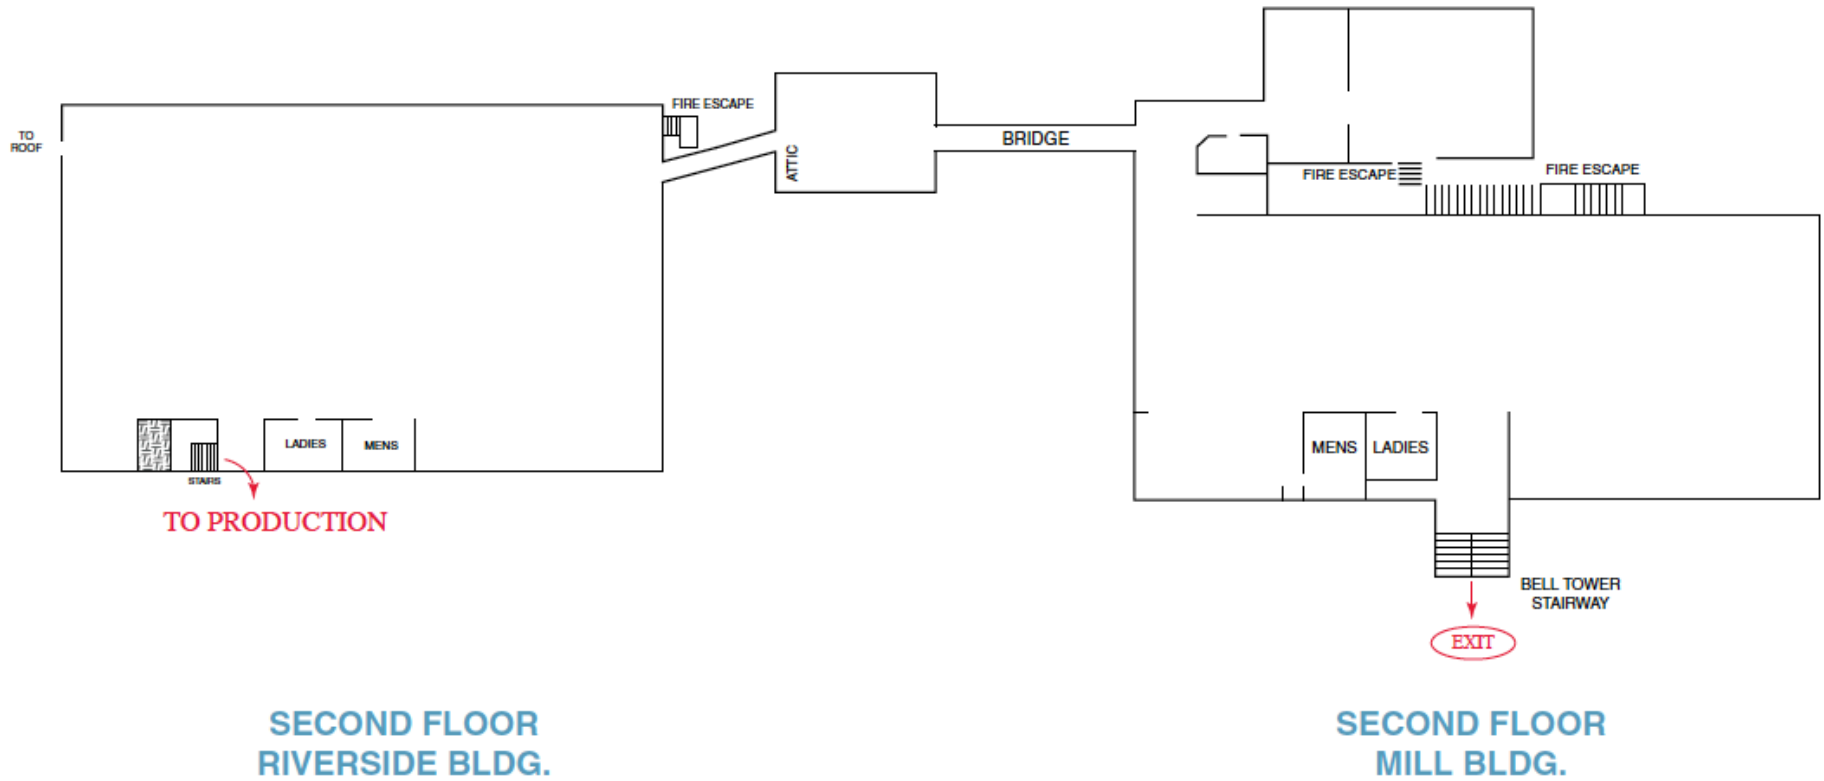 TO
ROOF
FIRE ESCAPE
ATTIC
BRIDGE
FIRE ESCAPE
FIRE ESCAPE
LADIES
MENS
STAIRS
TO PRODUCTION
MENS
LADIES
BELL TOWER
STAIRWAY
EXIT
SECOND FLOOR
RIVERSIDE BLDG.
SECOND FLOOR
MILL BLDG.